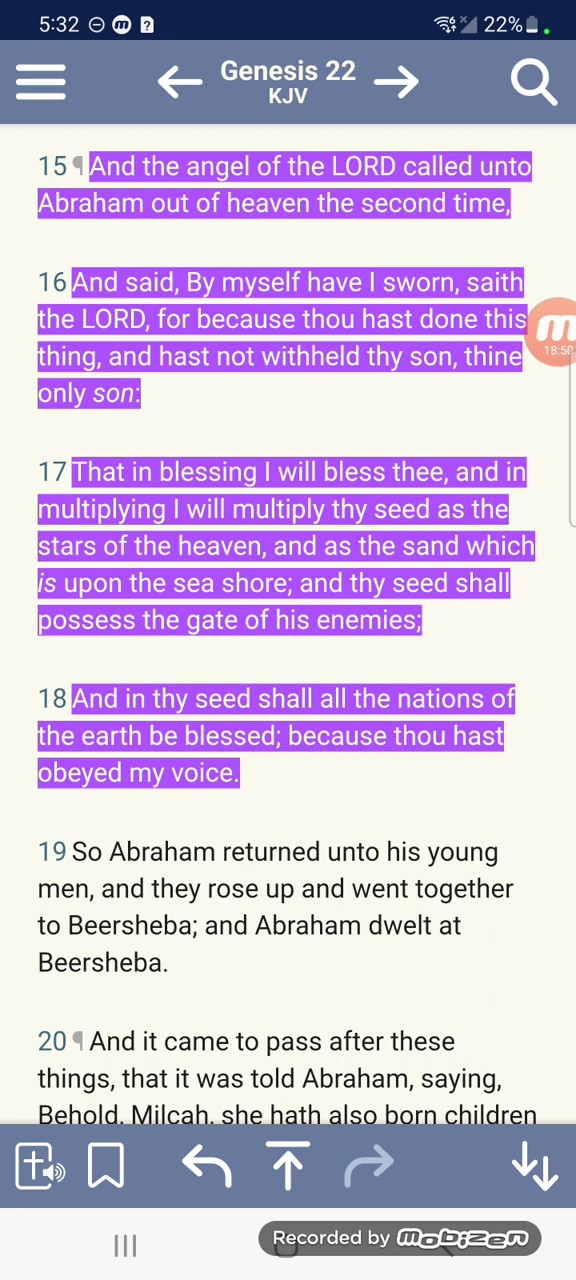 5:32
22%
Genesis 22
KJV
15 ¶ And the angel of the LORD called unto
Abraham out of heaven the second time,
16 And said, By myself have I sworn, saith
the LORD, for because thou hast done this
thing, and hast not withheld thy son, thine
only son:
18:50
17 That in blessing I will bless thee, and in
multiplying I will multiply thy seed as the
stars of the heaven, and as the sand which
is upon the sea shore; and thy seed shall
possess the gate of his enemies;
18 And in thy seed shall all the nations of
the earth be blessed; because thou hast
obeyed my voice.
19 So Abraham returned unto his young
men, and they rose up and went together
to Beersheba; and Abraham dwelt at
Beersheba.
20 ¶ And it came to pass after these
things, that it was told Abraham, saying,
Behold, Milcah, she hath also born children
Recorded by mobizen